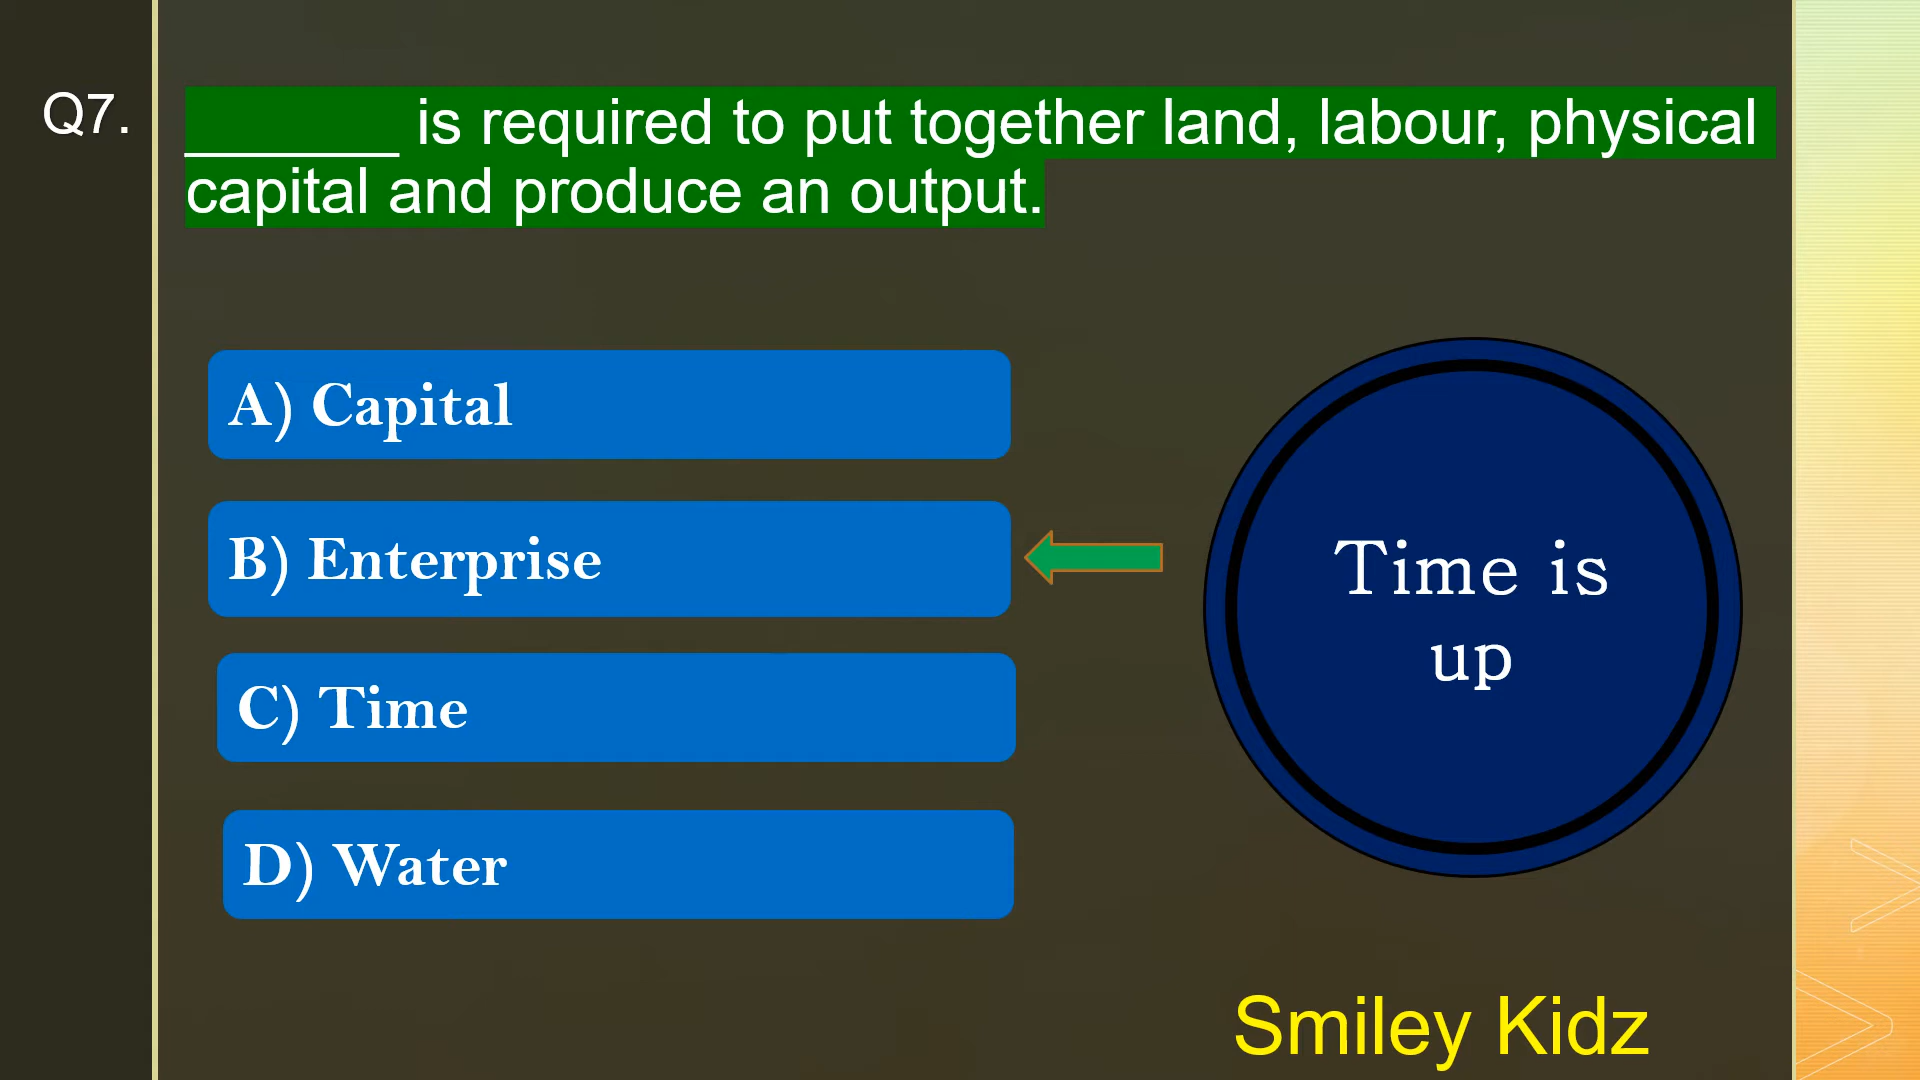 Q7.
______ is required to put together land, labour, physical
capital and produce an output.
A) Capital
B) Enterprise
C) Time
D) Water
Time is
up
Smiley Kidz